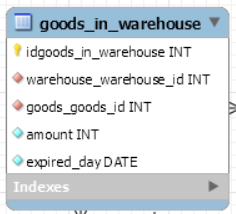 goods_in_warehouse
idgoods_in_warehouse INT
warehouse_warehouse_id INT
goods_goods_id INT
amount INT
expired_day DATE
Indexes